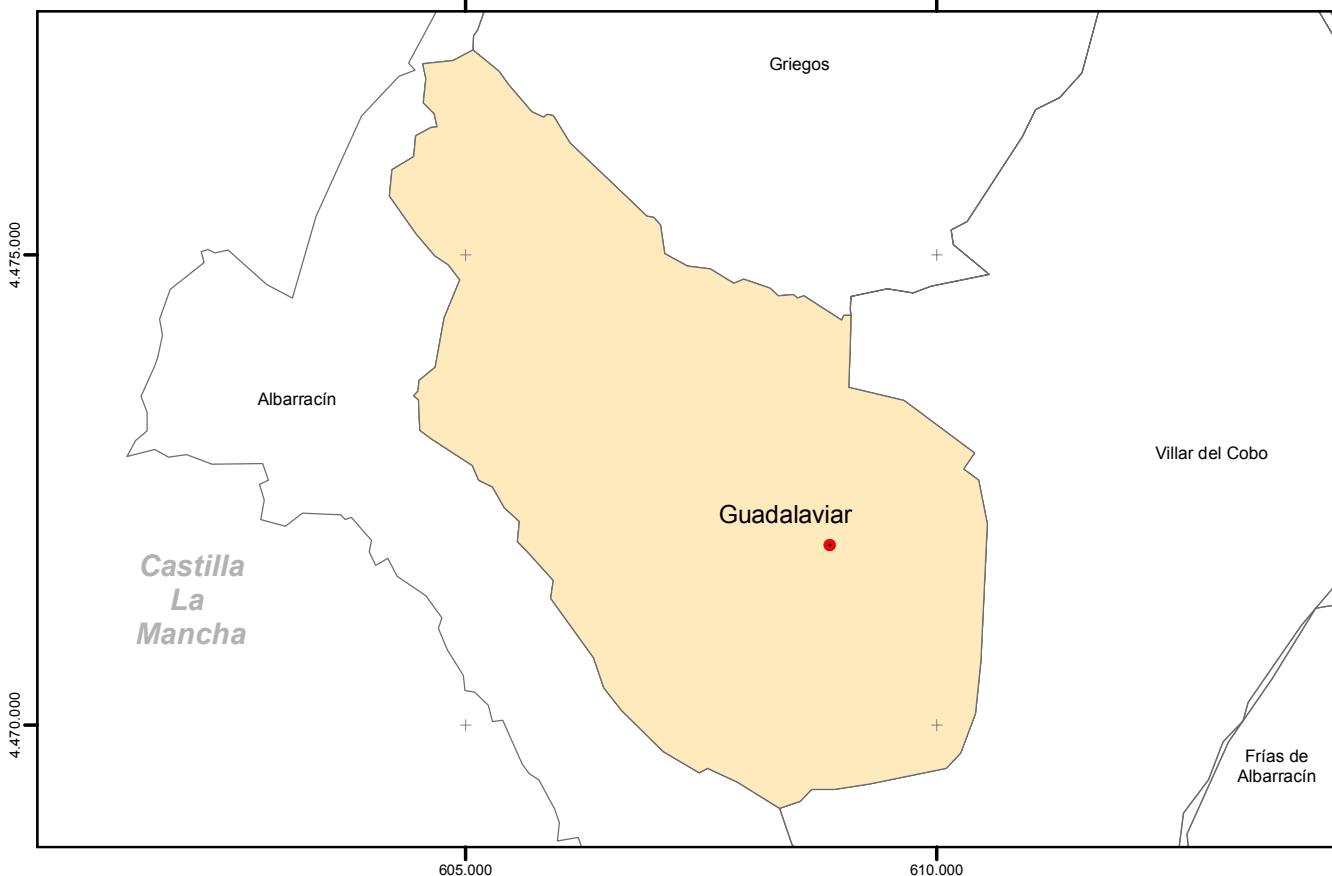 Griegos
4.475.000
Albarracín
Villar del Cobo
Guadalaviar
Castilla
La
Mancha
4.470.000
Frías de
Albarracín
605.000
610.000